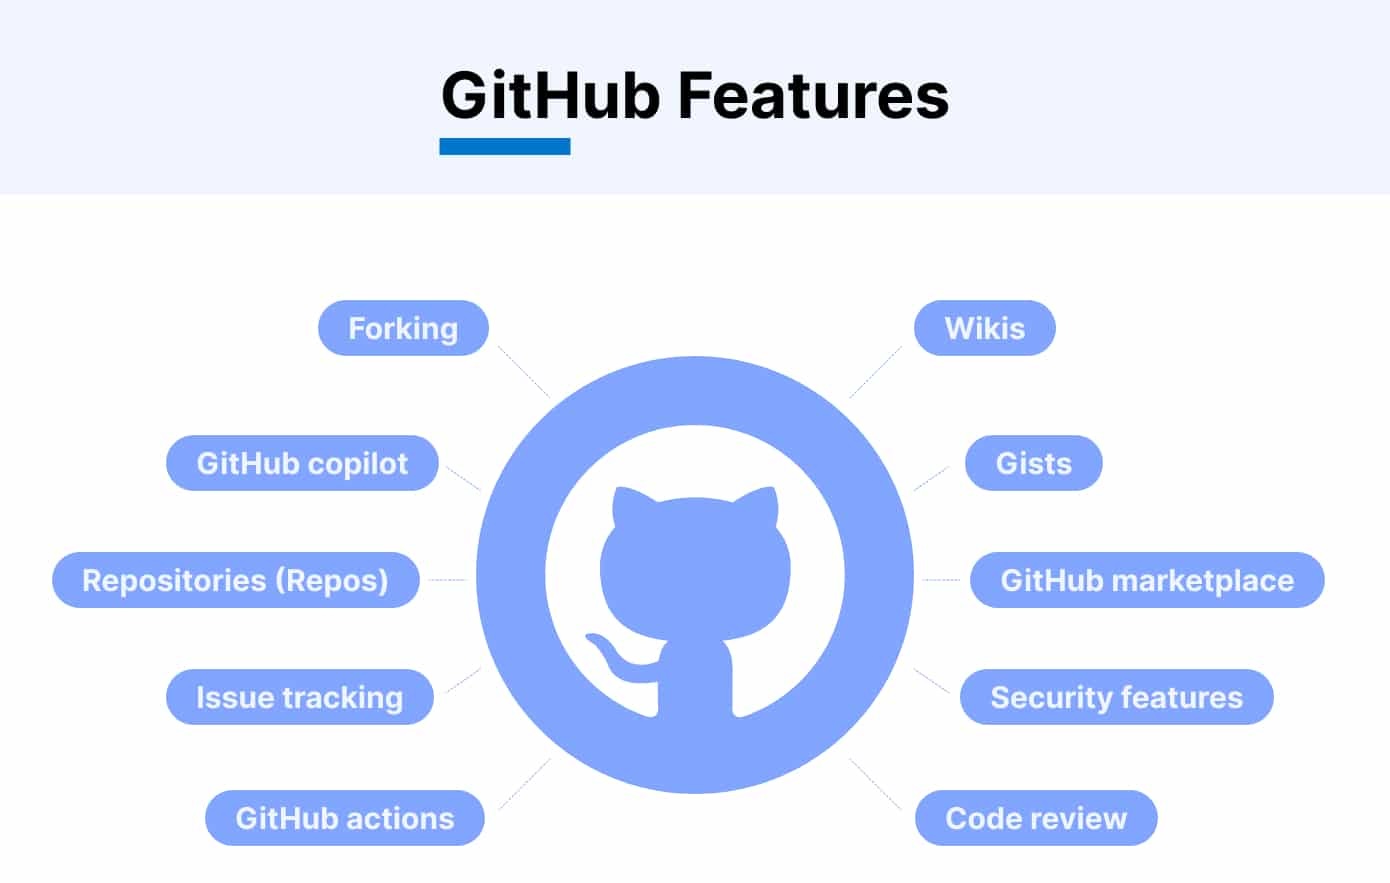 GitHub Features
Forking
Wikis
GitHub copilot
Gists
Repositories (Repos)
GitHub marketplace
Issue tracking
Security features
GitHub actions
Code review